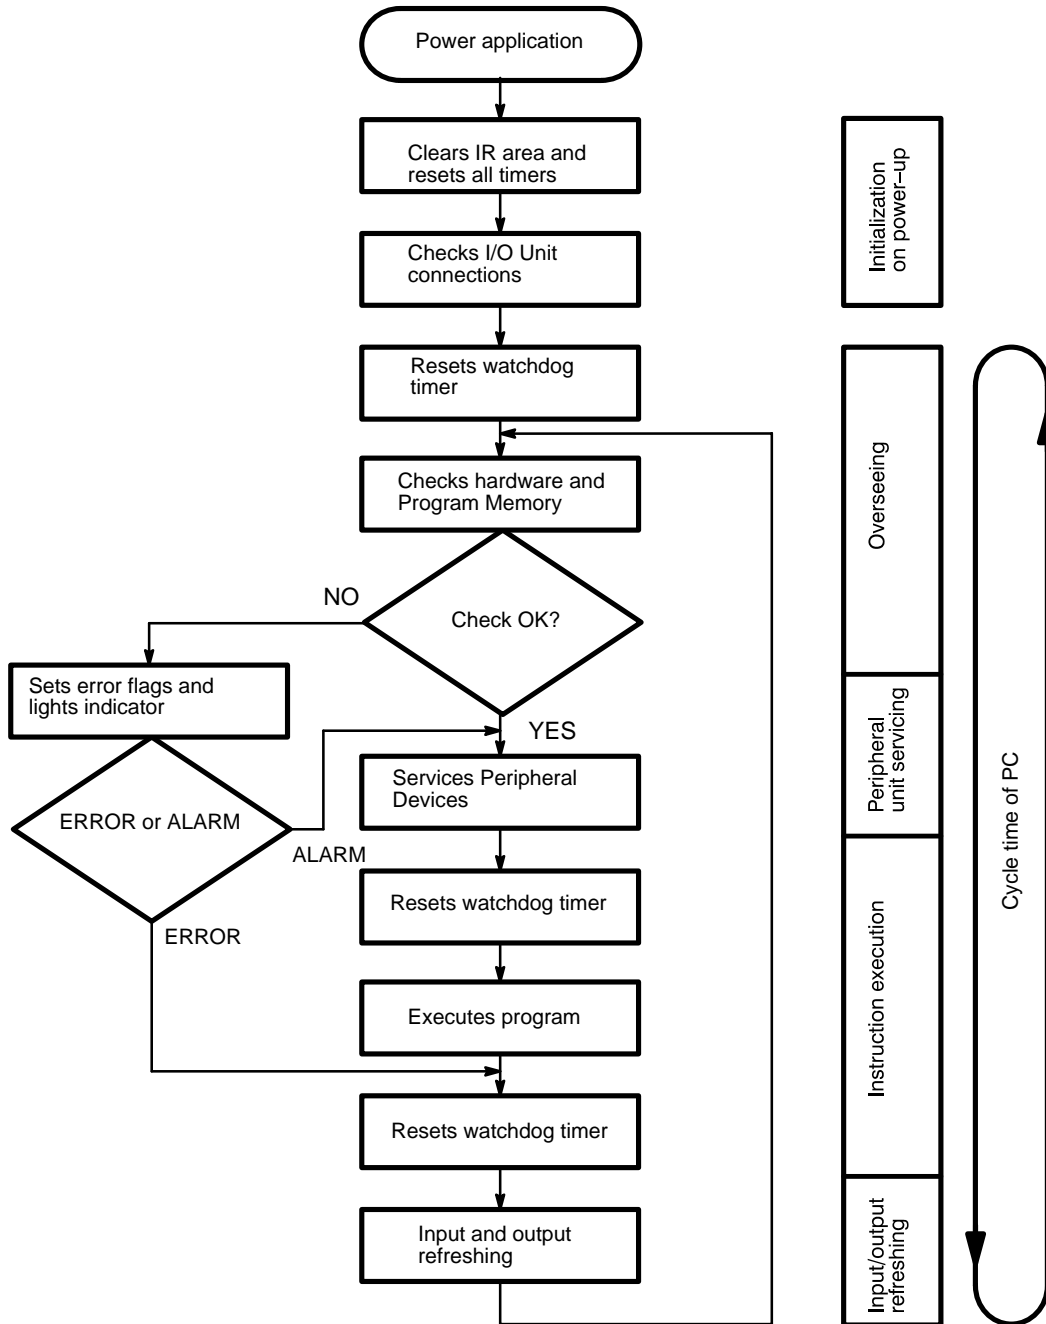 Power application
Clears IR area and
resets all timers
Checks I/O Unit
connections
Resets watchdog
timer
Checks hardware and
Program Memory
NO
Check OK?
Sets error flags and
lights indicator
YES
Services Peripheral
Devices
ERROR or ALARM
ALARM
Resets watchdog timer
ERROR
Executes program
Resets watchdog timer
Input and output
refreshing
Initialization
on power–up
Overseeing
Peripheral
unit servicing
Instruction execution
Input/output
refreshing
Cycle time of PC